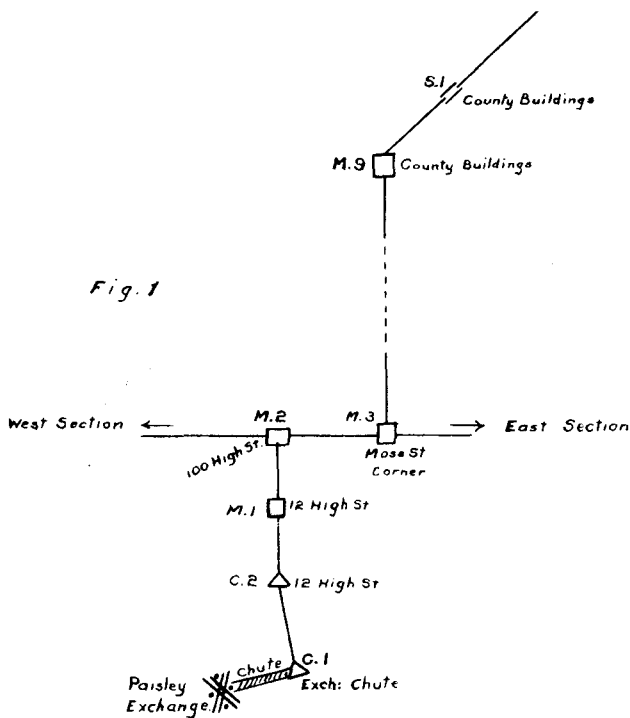 S.1
County Buildings
M.9 County Buildings
Fig. 1
West Section
M.2
M.3
East Section
100 High St.
Moss St
Corner
M.1 12 High St
C.2 12 High St
Chute
C.1
Paisley
Exchange.
Exch: Chute